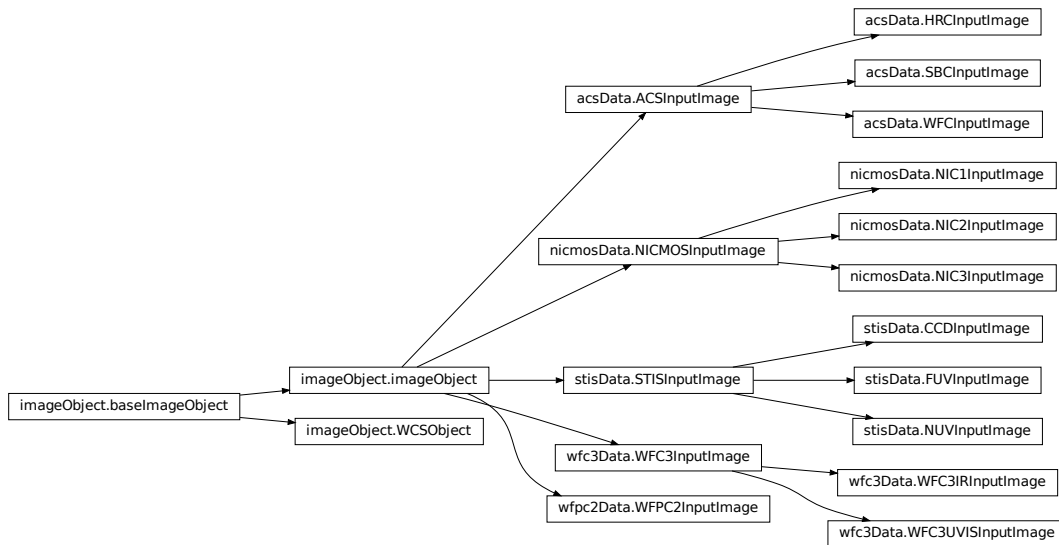 acsData.HRCInputImage
acsData.SBCInputImage
acsData.ACSInputImage
acsData.WFCInputImage
nicmosData.NIC1InputImage
nicmosData.NIC2InputImage
nicmosData.NICMOSInputImage
nicmosData.NIC3InputImage
stisData.CCDInputImage
imageObject.imageObject
stisData.STISInputImage
stisData.FUVInputImage
imageObject.baseImageObject
imageObject.WCSObject
stisData.NUVInputImage
wfc3Data.WFC3InputImage
wfc3Data.WFC3IRInputImage
wfpc2Data.WFPC2InputImage
wfc3Data.WFC3UVISInputImage